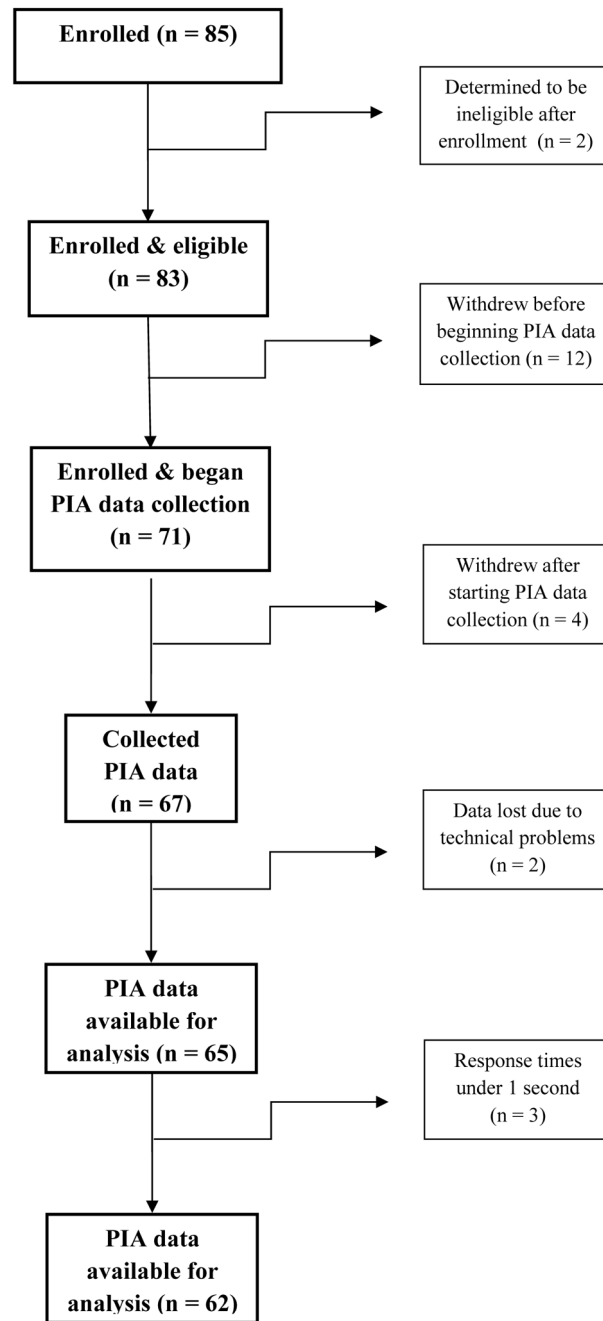 Enrolled (n = 85)
Determined to be
ineligible after
enrollment (n = 2)
Enrolled & eligible
(n = 83)
Withdrew before
beginning PIA data
collection (n = 12)
Enrolled & began
PIA data collection
(n = 71)
Withdrew after
starting PIA data
collection (n = 4)
Collected
PIA data
(n = 67)
Data lost due to
technical problems
(n = 2)
PIA data
available for
analysis (n = 65)
Response times
under 1 second
(n = 3)
PIA data
available for
analysis (n = 62)